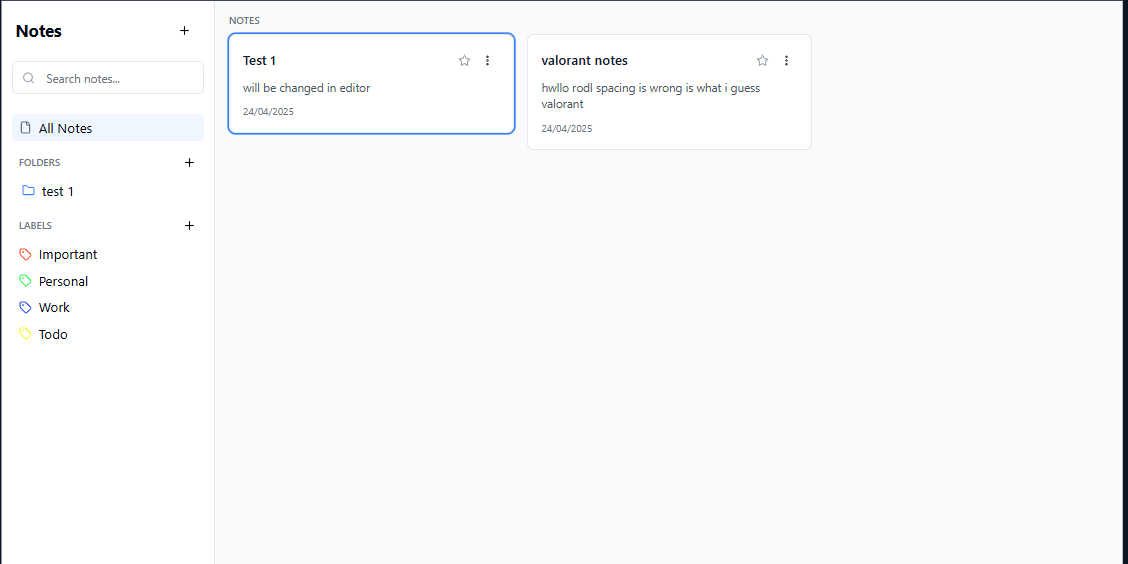 Notes
Search notes...
All Notes
FOLDERS
test 1
LABELS
Important
Personal
Work
Todo
NOTES
Test 1
will be changed in editor
24/04/2025
valorant notes
hwllo rodl spacing is wrong is what i guess
valorant
24/04/2025